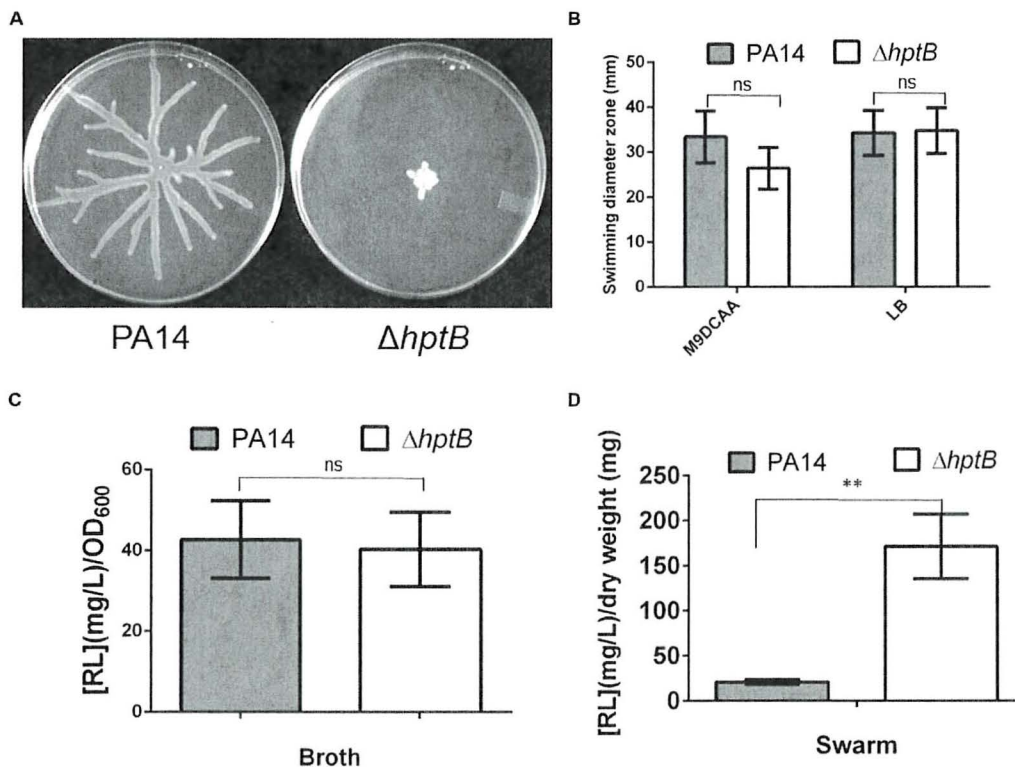 A
PA14
ΔhptB
B
PA14
ΔhptB
ns
ns
Swimming diameter zone (mm)
50
40
30
20
10
0
M9DCAA
LB
C
PA14
ΔhptB
ns
[RL](mg/L)/OD600
60
40
20
0
Broth
D
PA14
ΔhptB
**
[RL](mg/L)/dry weight (mg)
250
200
150
100
50
0
Swarm